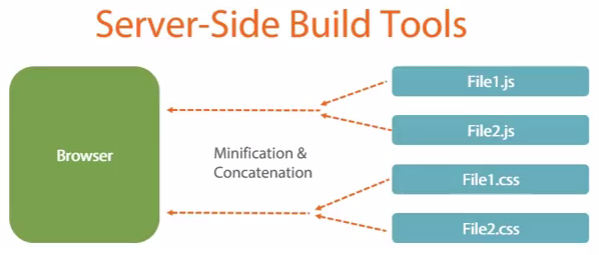 Server-Side Build Tools
File1.js
File2.js
Browser
Minification &
Concatenation
File1.css
File2.css